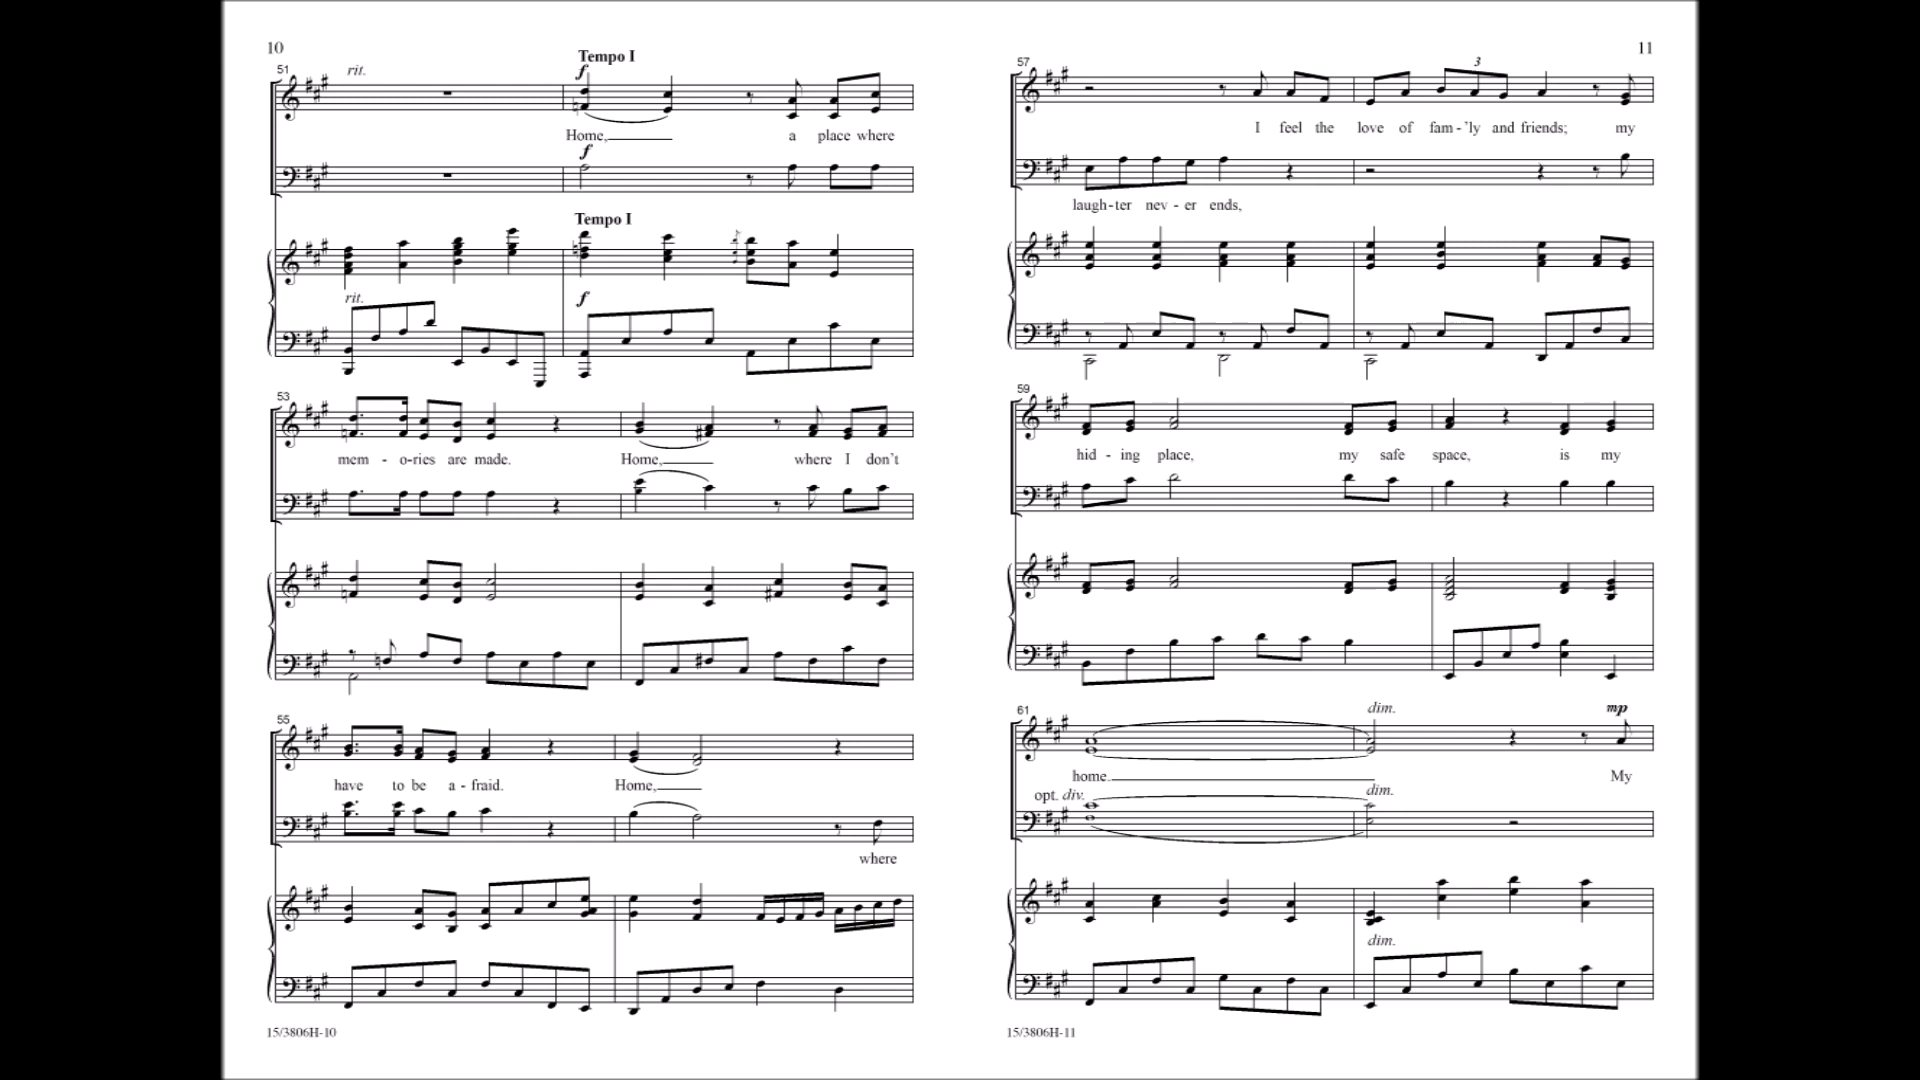 10
51
rit.
Tempo I
f
Home, a place where
f
Tempo I
rit.
f
53
mem - o-ries are made. Home, where I don't
55
have to be a - fraid. Home,
where
15/3806H-10
11
57
3
I feel the love of fam - 'ly and friends; my
laugh-ter nev - er ends,
59
hid - ing place, my safe space, is my
61
dim. mp
home. My
opt. div. dim.
dim.
15/3806H-11